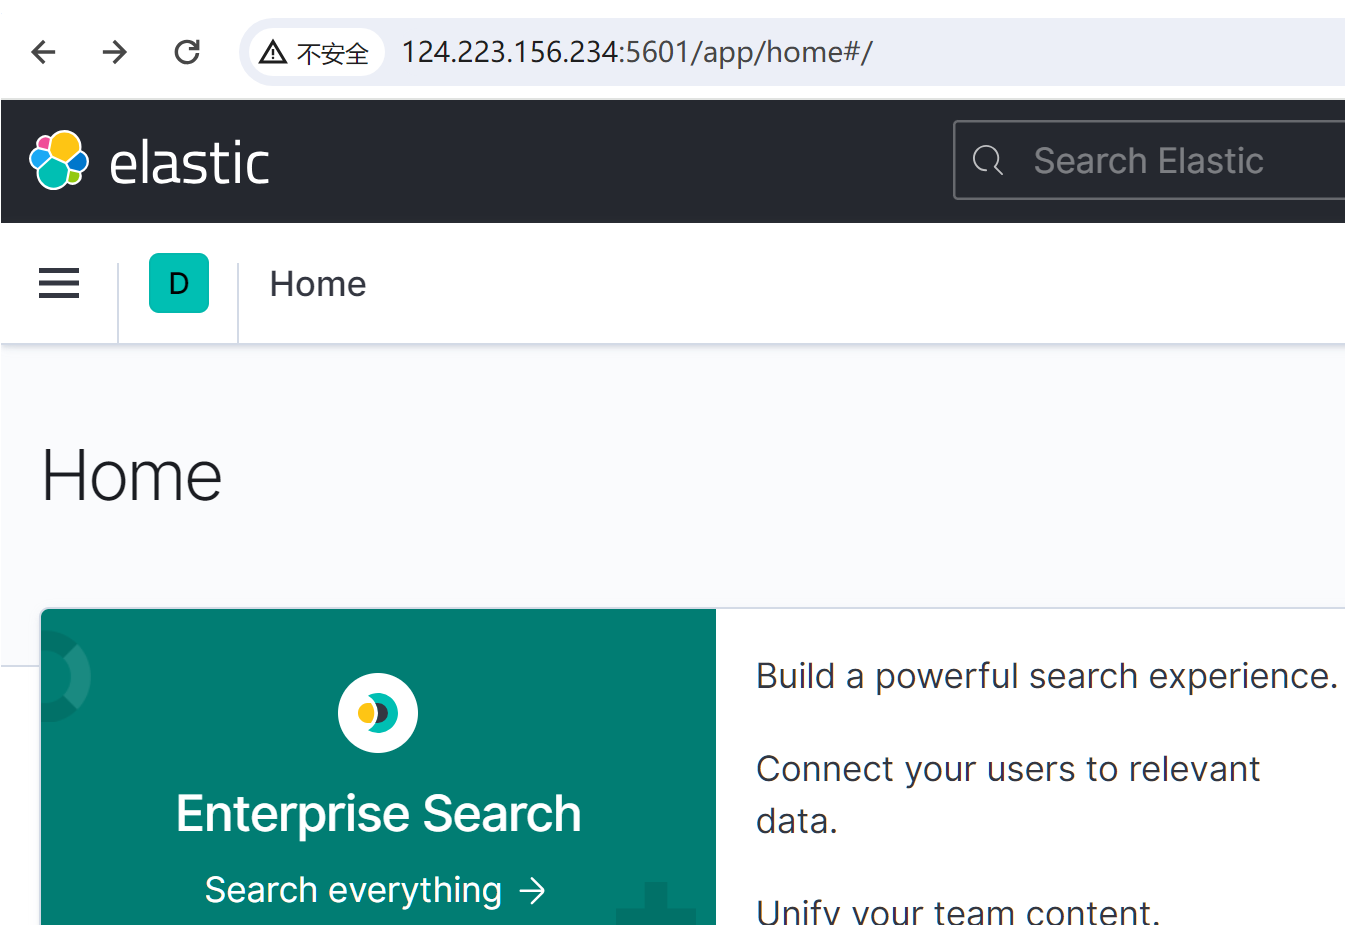 不安全 124.223.156.234:5601/app/home#/
elastic Search Elastic
D Home
Home
Enterprise Search
Search everything →
Build a powerful search experience.
Connect your users to relevant
data.
Unify your team content.